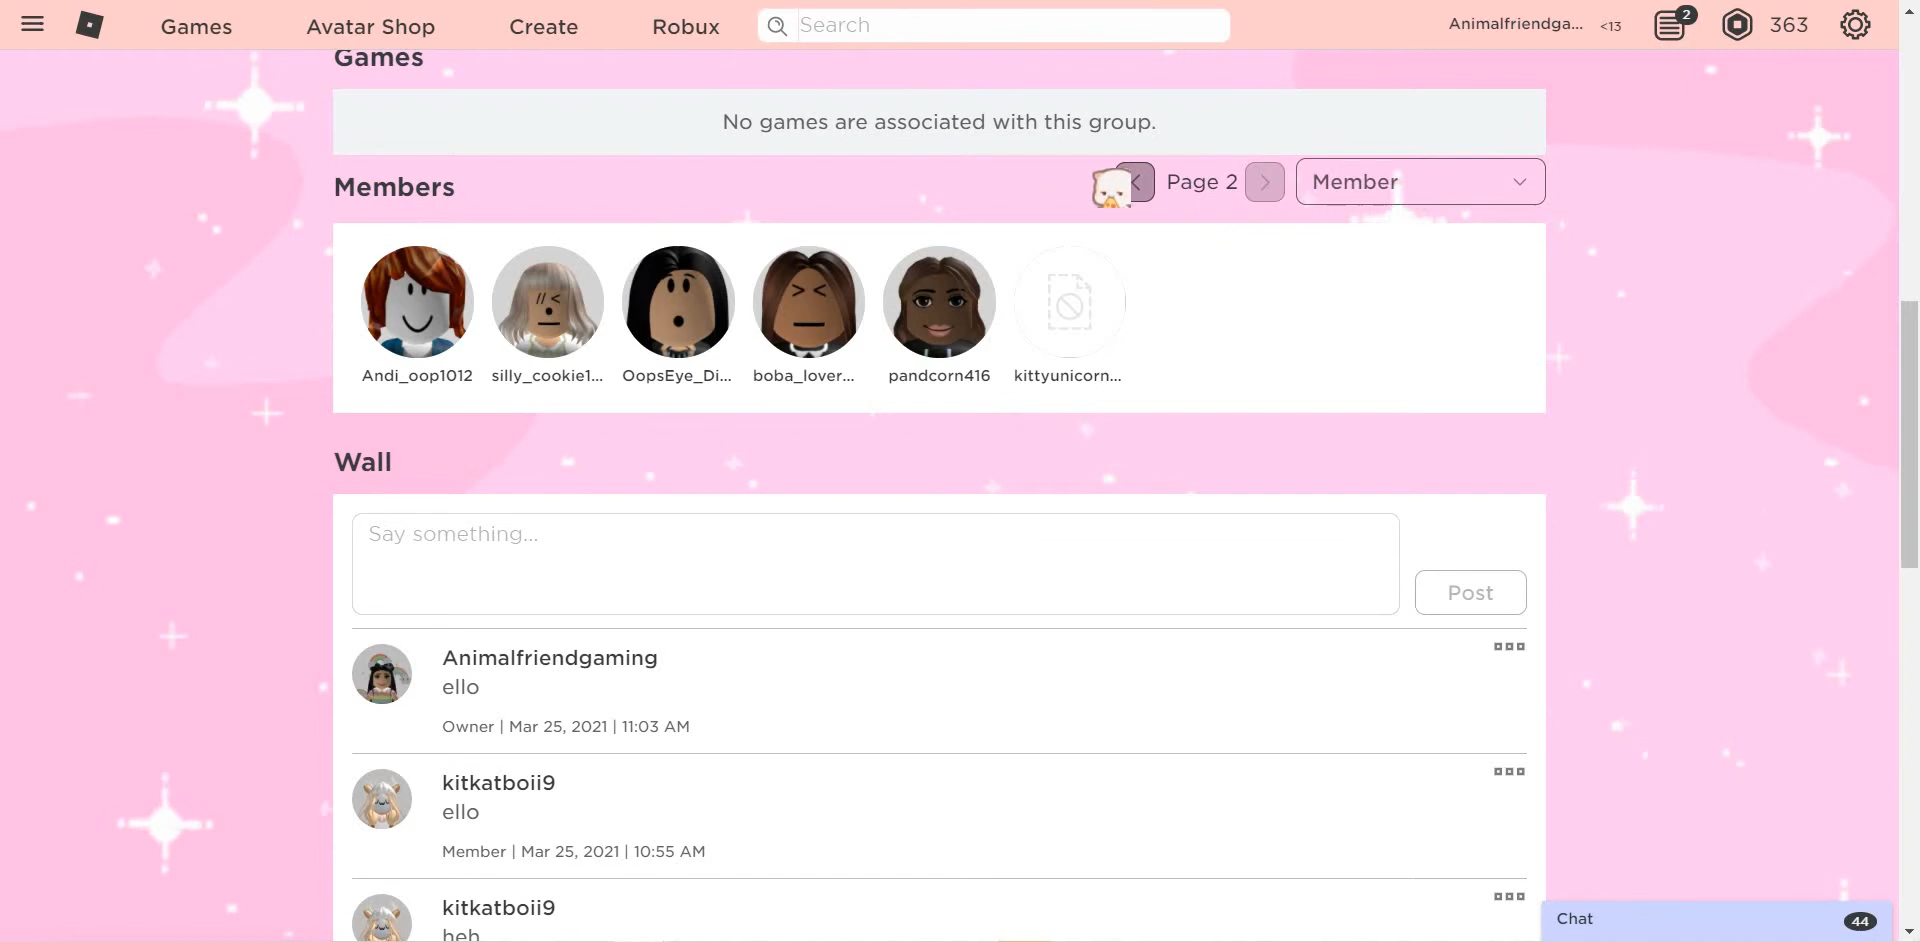 Games
Avatar Shop
Create
Robux
Search
Animalfriendga... <13
2
363
Games
No games are associated with this group.
Members
Page 2
Member
Andi_oop1012
silly_cookie1...
OopsEye_Di...
boba_lover...
pandcorn416
kittyunicorn...
Wall
Say something...
Post
Animalfriendgaming
ello
Owner | Mar 25, 2021 | 11:03 AM
kitkatboii9
ello
Member | Mar 25, 2021 | 10:55 AM
kitkatboii9
heh
Chat
44